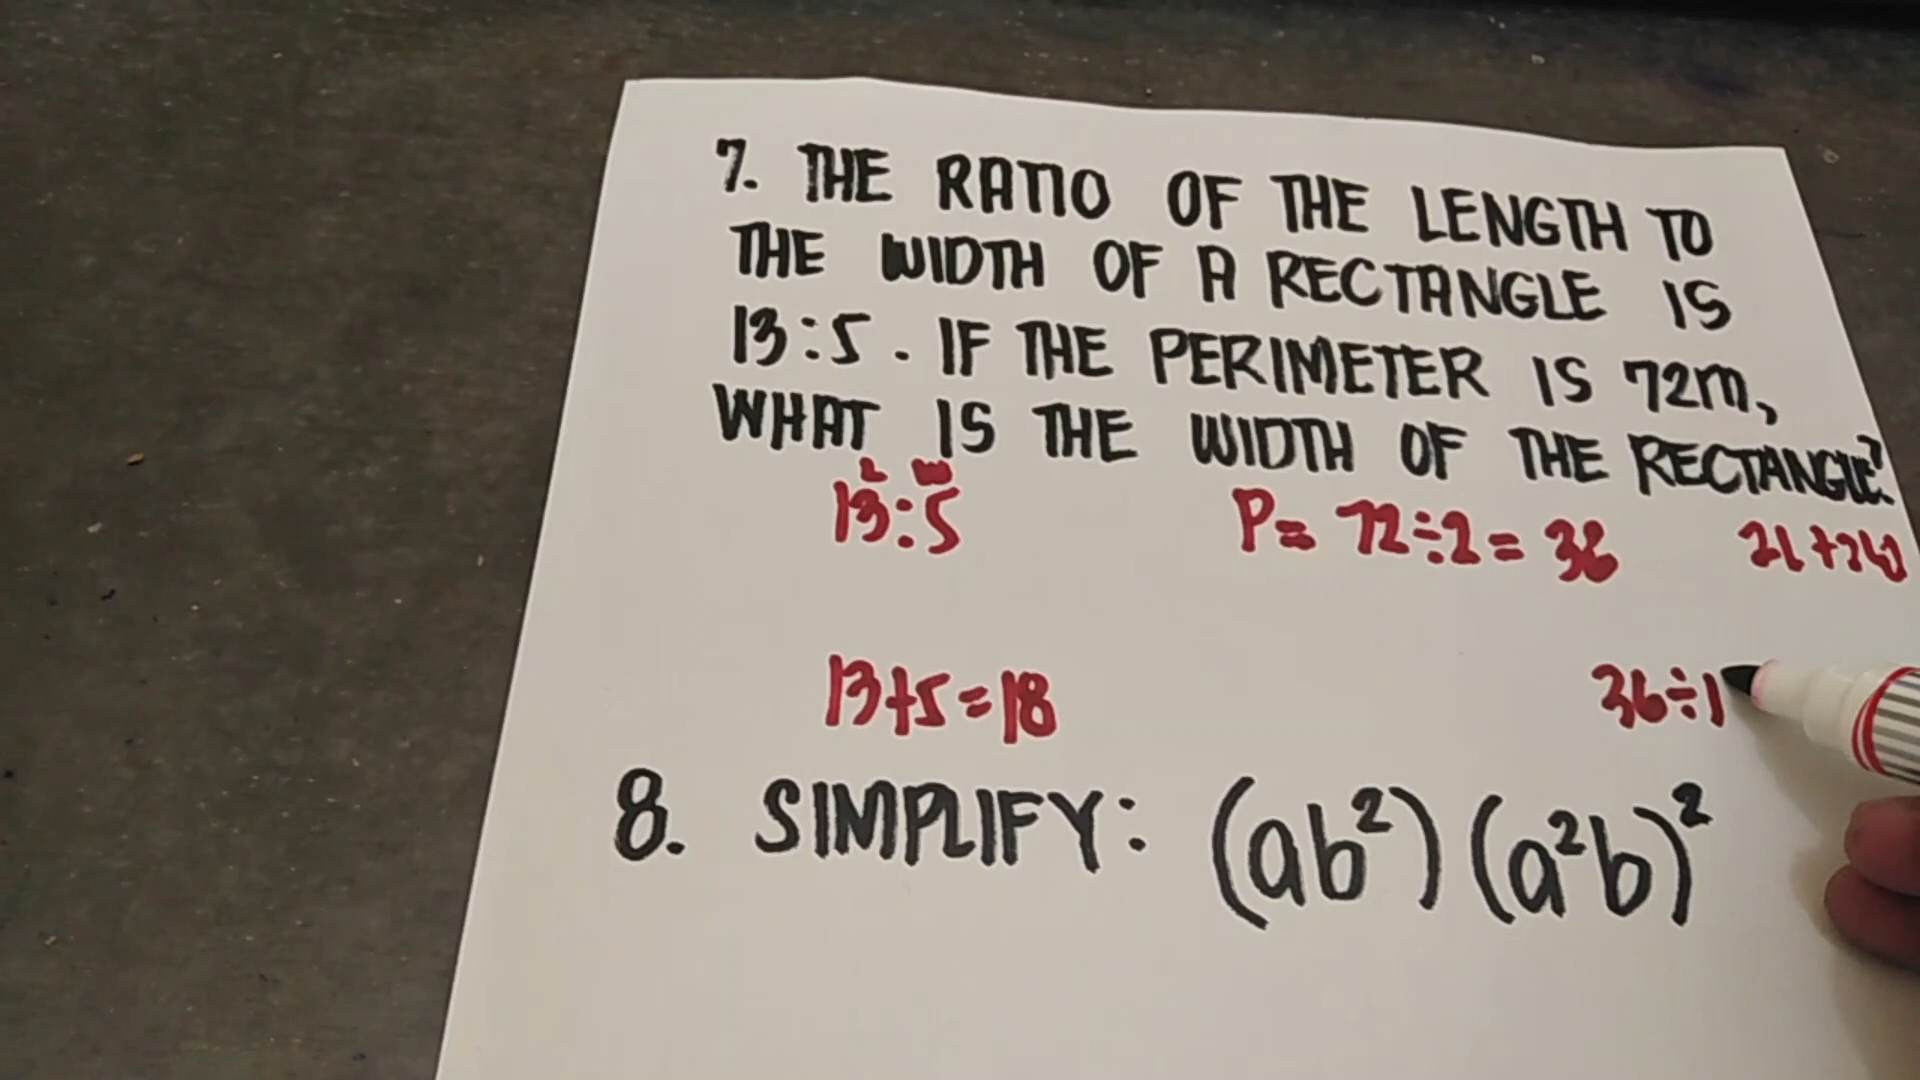 7. THE RATIO OF THE LENGTH TO
THE WIDTH OF A RECTANGLE IS
13:5. IF THE PERIMETER IS 72m,
WHAT IS THE WIDTH OF THE RECTANGLE?
L W
13:5 P= 72÷2= 36 2L+2W
13+5=18 36÷1
8. SIMPLIFY: (ab²)(a²b)²